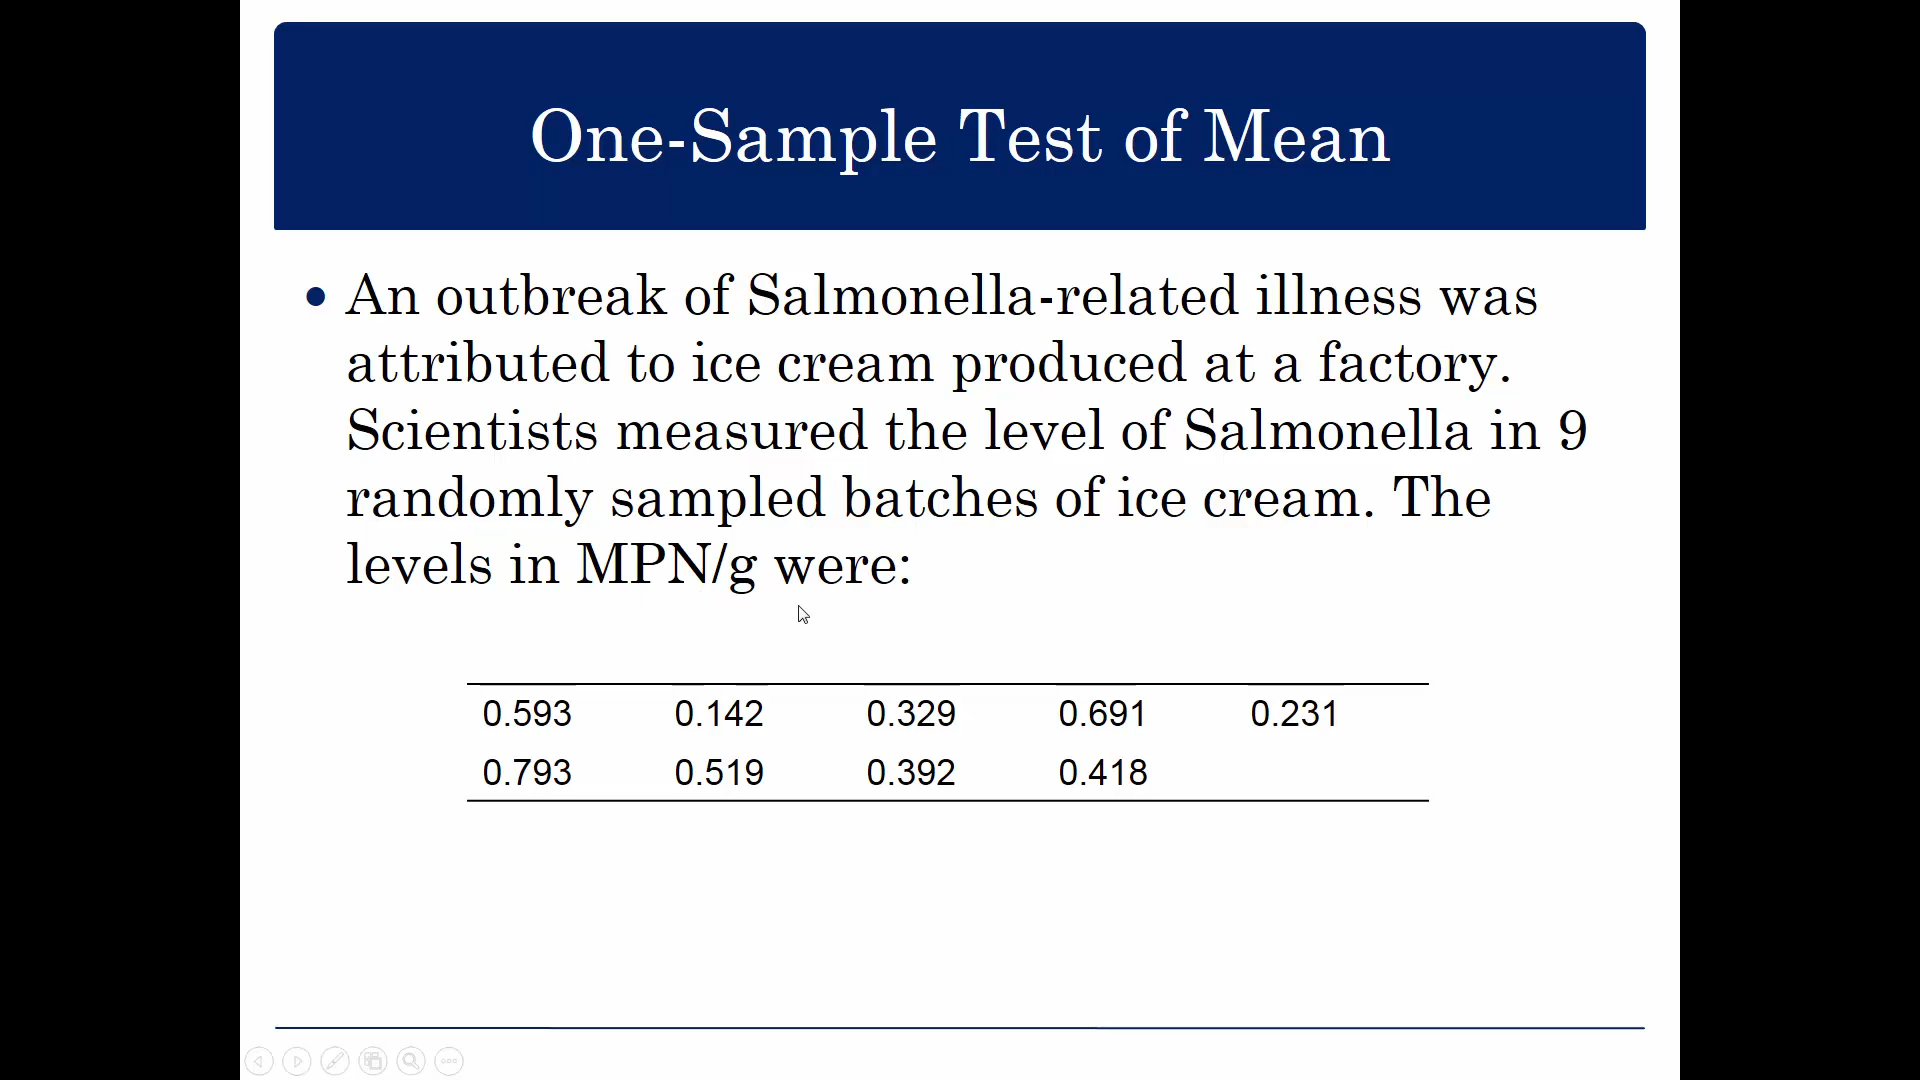 One-Sample Test of Mean
• An outbreak of Salmonella-related illness was
attributed to ice cream produced at a factory.
Scientists measured the level of Salmonella in 9
randomly sampled batches of ice cream. The
levels in MPN/g were:
0.593 0.142 0.329 0.691 0.231
0.793 0.519 0.392 0.418